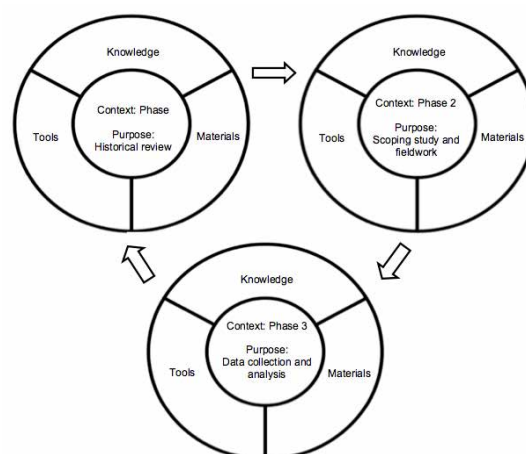 Knowledge
Context: Phase
Purpose:
Historical review
Tools
Materials
Knowledge
Context: Phase 2
Purpose:
Scoping study and
fieldwork
Tools
Materials
Knowledge
Context: Phase 3
Purpose:
Data collection and
analysis
Tools
Materials